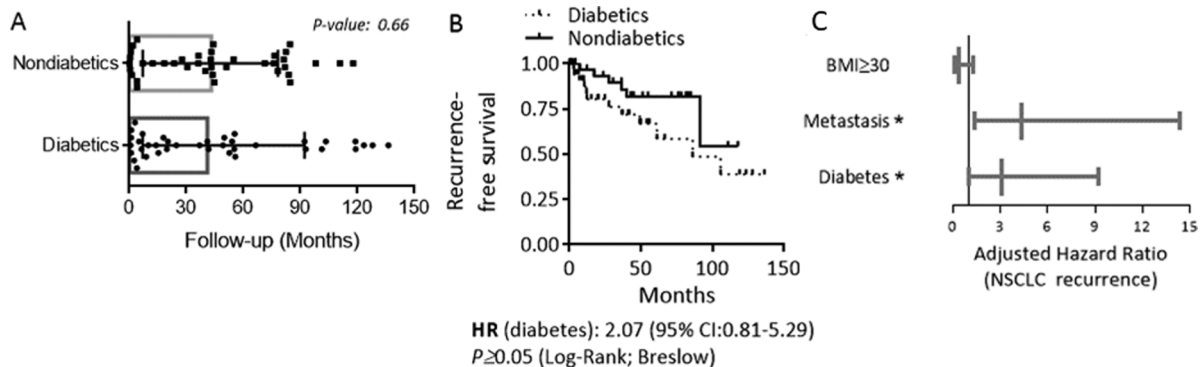 A
P-value: 0.66
Nondiabetics
Diabetics
0 30 60 90 120 150
Follow-up (Months)
B
Diabetics
Nondiabetics
Recurrence-
free survival
1.00
0.75
0.50
0.25
0.00
0 50 100 150
Months
HR (diabetes): 2.07 (95% CI:0.81-5.29)
P≥0.05 (Log-Rank; Breslow)
C
BMI≥30
Metastasis *
Diabetes *
0 3 6 9 12 15
Adjusted Hazard Ratio
(NSCLC recurrence)